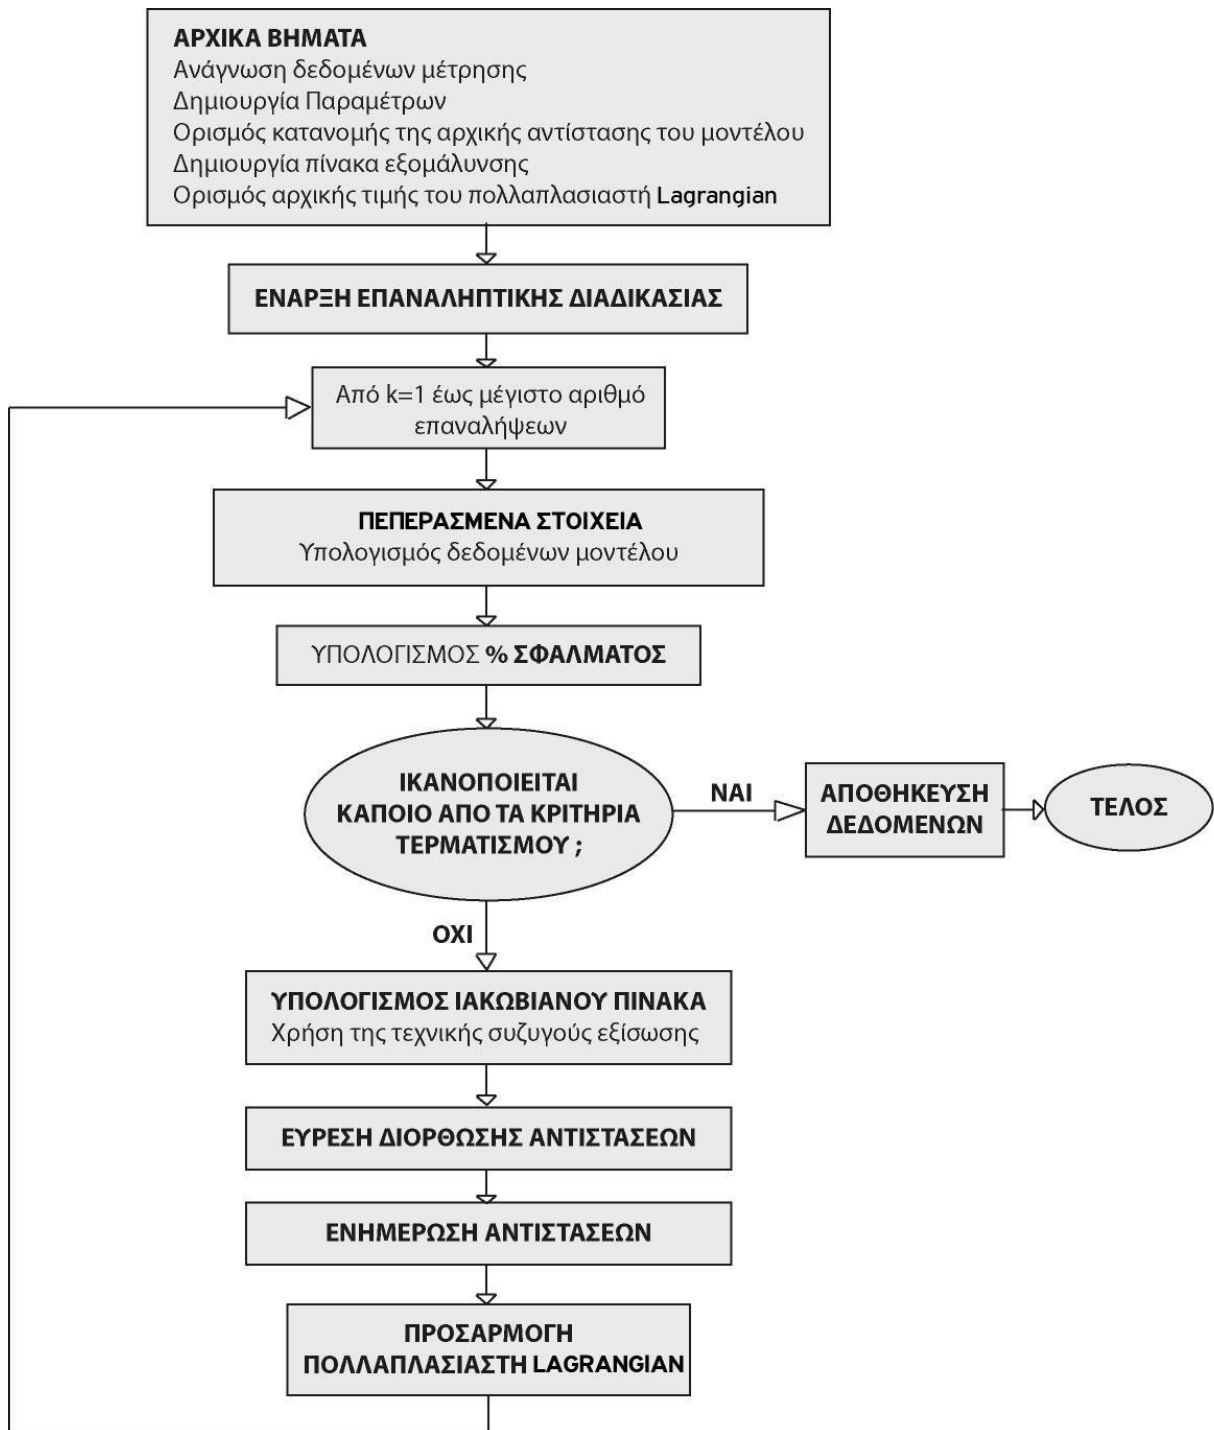 ΑΡΧΙΚΑ ΒΗΜΑΤΑ
Ανάγνωση δεδομένων μέτρησης
Δημιουργία Παραμέτρων
Ορισμός κατανομής της αρχικής αντίστασης του μοντέλου
Δημιουργία πίνακα εξομάλυνσης
Ορισμός αρχικής τιμής του πολλαπλασιαστή Lagrangian
ΕΝΑΡΞΗ ΕΠΑΝΑΛΗΠΤΙΚΗΣ ΔΙΑΔΙΚΑΣΙΑΣ
Από k=1 έως μέγιστο αριθμό
επαναλήψεων
ΠΕΠΕΡΑΣΜΕΝΑ ΣΤΟΙΧΕΙΑ
Υπολογισμός δεδομένων μοντέλου
ΥΠΟΛΟΓΙΣΜΟΣ % ΣΦΑΛΜΑΤΟΣ
ΙΚΑΝΟΠΟΙΕΙΤΑΙ
ΚΑΠΟΙΟ ΑΠΟ ΤΑ ΚΡΙΤΗΡΙΑ
ΤΕΡΜΑΤΙΣΜΟΥ ;
ΝΑΙ
ΑΠΟΘΗΚΕΥΣΗ
ΔΕΔΟΜΕΝΩΝ
ΤΕΛΟΣ
ΟΧΙ
ΥΠΟΛΟΓΙΣΜΟΣ ΙΑΚΩΒΙΑΝΟΥ ΠΙΝΑΚΑ
Χρήση της τεχνικής συζυγούς εξίσωσης
ΕΥΡΕΣΗ ΔΙΟΡΘΩΣΗΣ ΑΝΤΙΣΤΑΣΕΩΝ
ΕΝΗΜΕΡΩΣΗ ΑΝΤΙΣΤΑΣΕΩΝ
ΠΡΟΣΑΡΜΟΓΗ
ΠΟΛΛΑΠΛΑΣΙΑΣΤΗ LAGRANGIAN